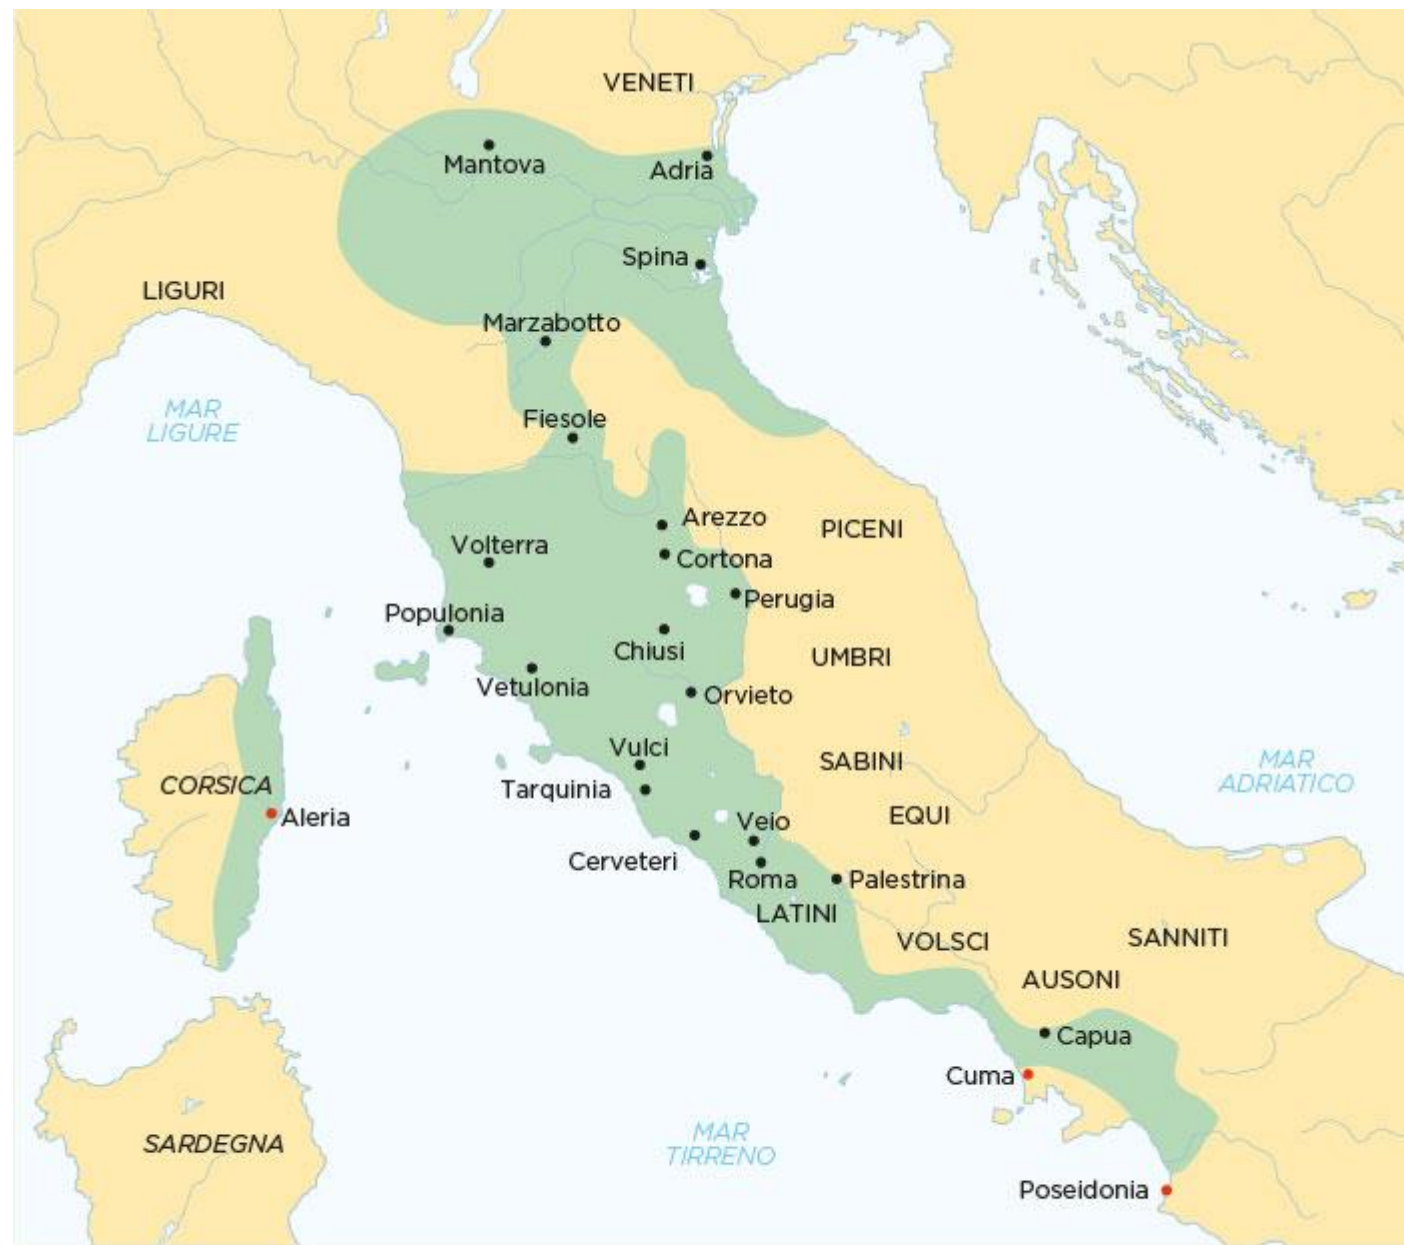 VENETI
Mantova
Adria
Spina
LIGURI
Marzabotto
MAR
LIGURE
Fiesole
Arezzo
PICENI
Volterra
Cortona
Perugia
Populonia
Chiusi
UMBRI
Vetulonia
Orvieto
Vulci
SABINI
MAR
ADRIATICO
CORSICA
Tarquinia
Aleria
Veio
EQUI
Cerveteri
Roma
Palestrina
LATINI
VOLSCI
SANNITI
AUSONI
Capua
Cuma
SARDEGNA
MAR
TIRRENO
Poseidonia